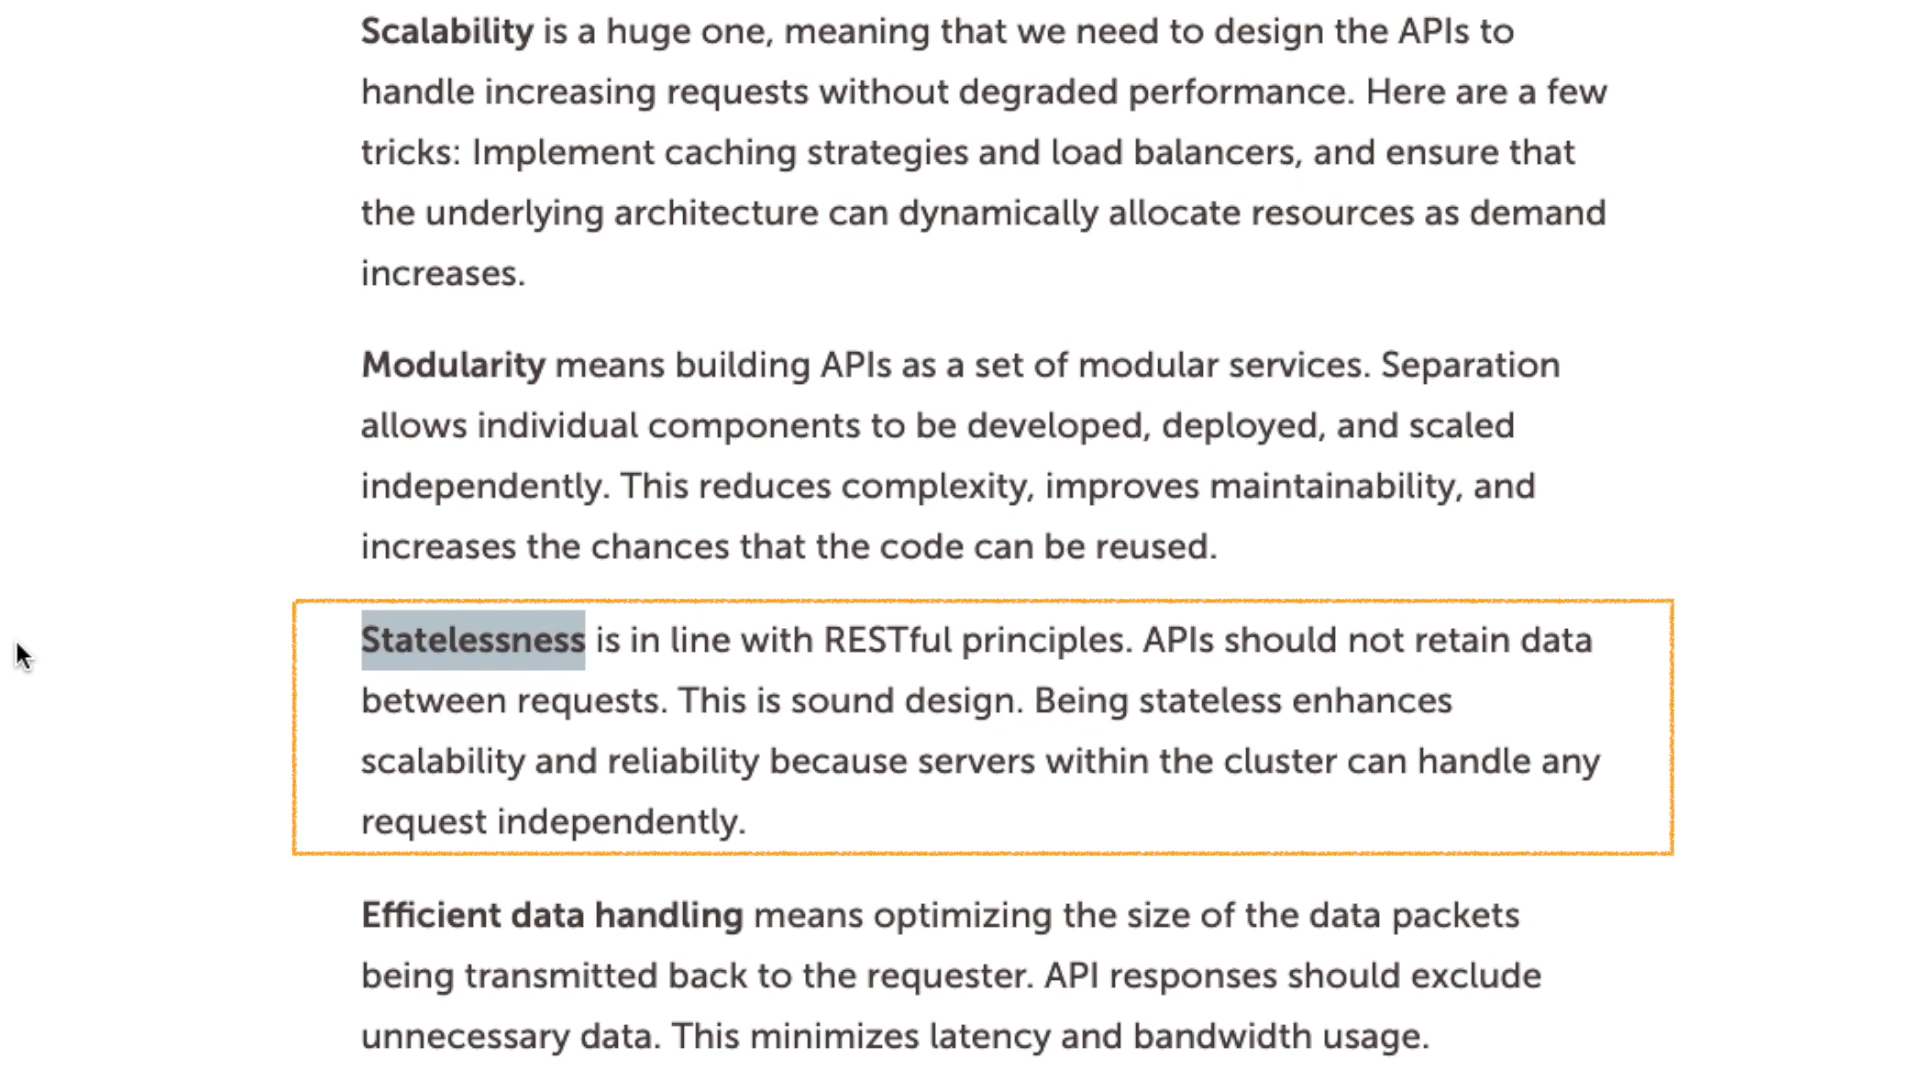 Scalability is a huge one, meaning that we need to design the APIs to
handle increasing requests without degraded performance. Here are a few
tricks: Implement caching strategies and load balancers, and ensure that
the underlying architecture can dynamically allocate resources as demand
increases.
Modularity means building APIs as a set of modular services. Separation
allows individual components to be developed, deployed, and scaled
independently. This reduces complexity, improves maintainability, and
increases the chances that the code can be reused.
Statelessness is in line with RESTful principles. APIs should not retain data
between requests. This is sound design. Being stateless enhances
scalability and reliability because servers within the cluster can handle any
request independently.
Efficient data handling means optimizing the size of the data packets
being transmitted back to the requester. API responses should exclude
unnecessary data. This minimizes latency and bandwidth usage.